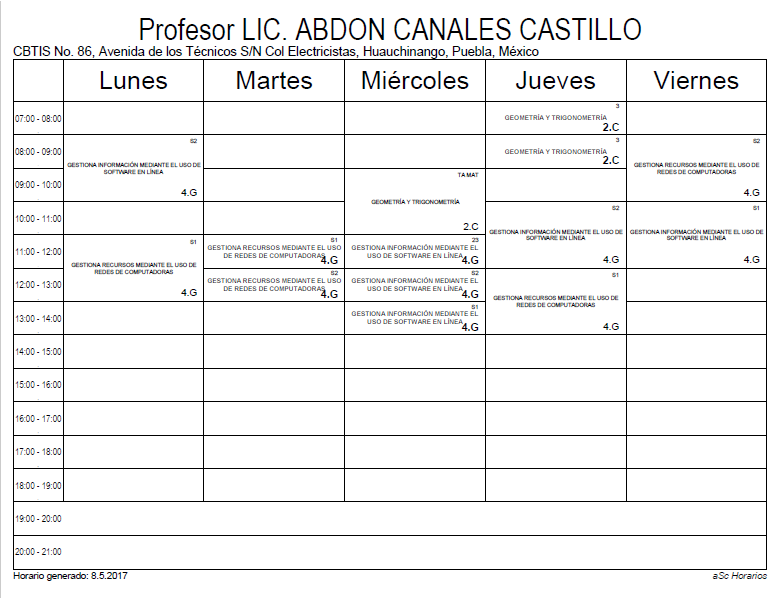 Profesor LIC. ABDON CANALES CASTILLO
CBTIS No. 86, Avenida de los Técnicos S/N Col Electricistas, Huauchinango, Puebla, México
Lunes Martes Miércoles Jueves Viernes
07:00 - 08:00
3
GEOMETRÍA Y TRIGONOMETRÍA
2.C
08:00 - 09:00
S2
GESTIONA INFORMACIÓN MEDIANTE EL USO DE
SOFTWARE EN LÍNEA
4.G
3
GEOMETRÍA Y TRIGONOMETRÍA
2.C
S2
GESTIONA RECURSOS MEDIANTE EL USO DE
REDES DE COMPUTADORAS
4.G
09:00 - 10:00
TA MAT
GEOMETRÍA Y TRIGONOMETRÍA
2.C
10:00 - 11:00
S2
GESTIONA INFORMACIÓN MEDIANTE EL USO DE
SOFTWARE EN LÍNEA
4.G
S1
GESTIONA INFORMACIÓN MEDIANTE EL USO DE
SOFTWARE EN LÍNEA
4.G
11:00 - 12:00
S1
GESTIONA RECURSOS MEDIANTE EL USO DE
REDES DE COMPUTADORAS
4.G
S1
GESTIONA RECURSOS MEDIANTE EL USO
DE REDES DE COMPUTADORAS
4.G
23
GESTIONA INFORMACIÓN MEDIANTE EL
USO DE SOFTWARE EN LÍNEA
4.G
12:00 - 13:00
S2
GESTIONA RECURSOS MEDIANTE EL USO
DE REDES DE COMPUTADORAS
4.G
S2
GESTIONA INFORMACIÓN MEDIANTE EL
USO DE SOFTWARE EN LÍNEA
4.G
S1
GESTIONA RECURSOS MEDIANTE EL USO DE
REDES DE COMPUTADORAS
4.G
13:00 - 14:00
S1
GESTIONA INFORMACIÓN MEDIANTE EL
USO DE SOFTWARE EN LÍNEA
4.G
14:00 - 15:00
15:00 - 16:00
16:00 - 17:00
17:00 - 18:00
18:00 - 19:00
19:00 - 20:00
20:00 - 21:00
Horario generado: 8.5.2017
aSc Horarios